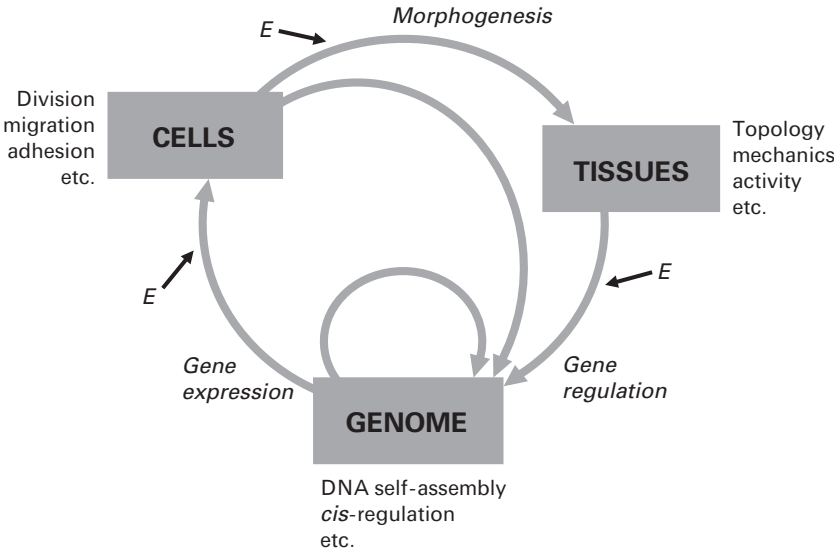 Morphogenesis
E
Division
migration
adhesion
etc.
CELLS
TISSUES
Topology
mechanics
activity
etc.
E
E
Gene
expression
Gene
regulation
GENOME
DNA self-assembly
cis-regulation
etc.